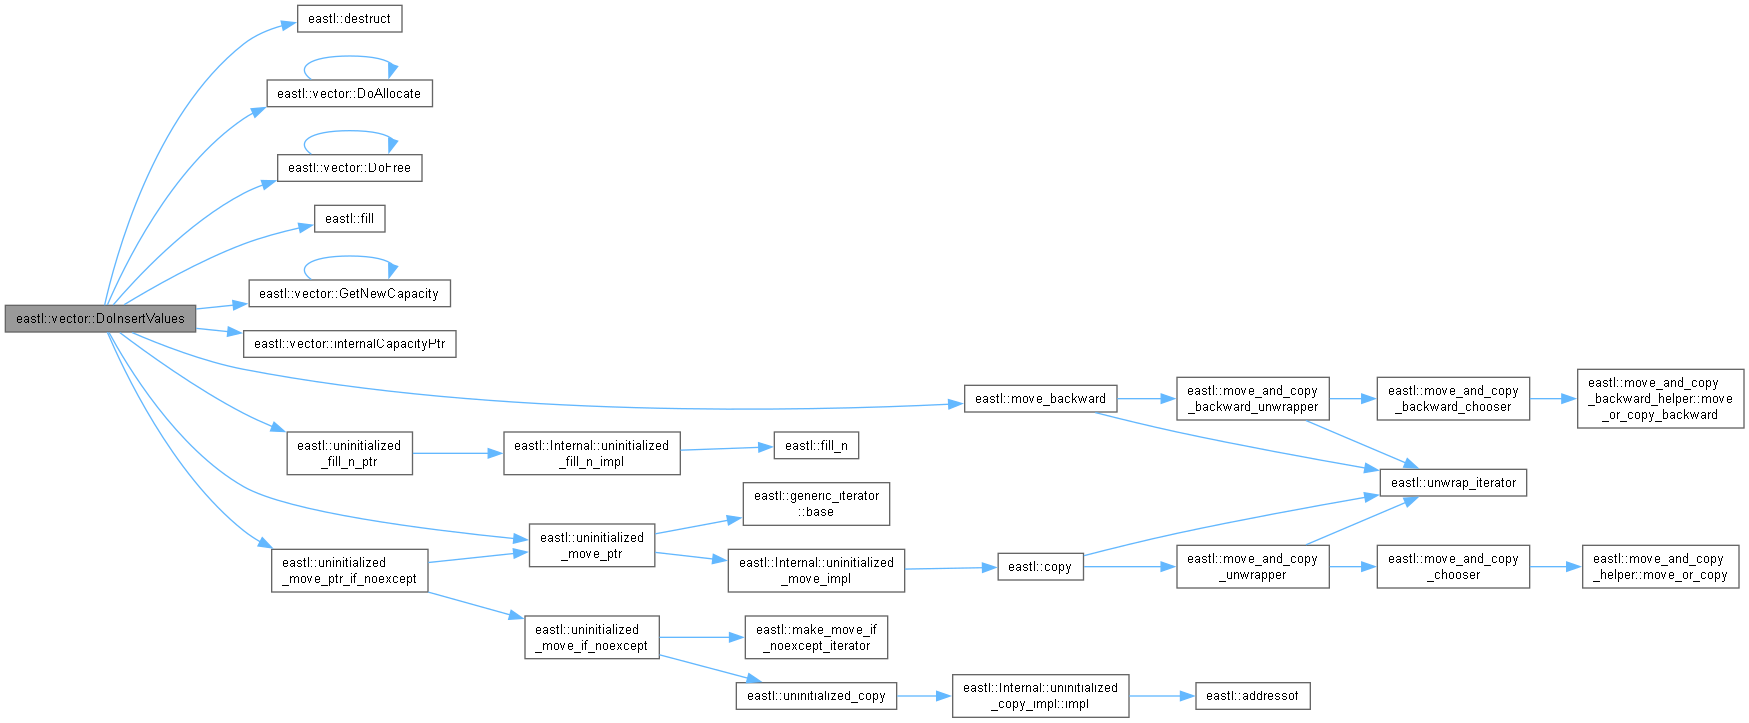 eastl::destruct
eastl::vector::DoAllocate
eastl::vector::DoFree
eastl::fill
eastl::vector::GetNewCapacity
eastl::vector::DoInsertValues
eastl::vector::internalCapacityPtr
eastl::move_backward
eastl::move_and_copy
_backward_unwrapper
eastl::move_and_copy
_backward_chooser
eastl::move_and_copy
_backward_helper::move
_or_copy_backward
eastl::uninitialized
_fill_n_ptr
eastl::Internal::uninitialized
_fill_n_impl
eastl::fill_n
eastl::unwrap_iterator
eastl::generic_iterator
::base
eastl::uninitialized
_move_ptr
eastl::uninitialized
_move_ptr_if_noexcept
eastl::Internal::uninitialized
_move_impl
eastl::copy
eastl::move_and_copy
_unwrapper
eastl::move_and_copy
_chooser
eastl::move_and_copy
_helper::move_or_copy
eastl::uninitialized
_move_if_noexcept
eastl::make_move_if
_noexcept_iterator
eastl::uninitialized_copy
eastl::Internal::uninitialized
_copy_impl::impl
eastl::addressof